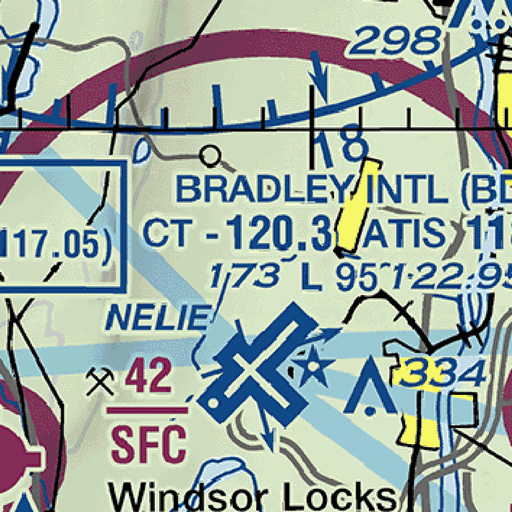 298
18
BRADLEY INTL (BD
117.05)
CT - 120.3 ATIS 118
173 L 95 122.95
NELIE
334
42
SFC
Windsor Locks